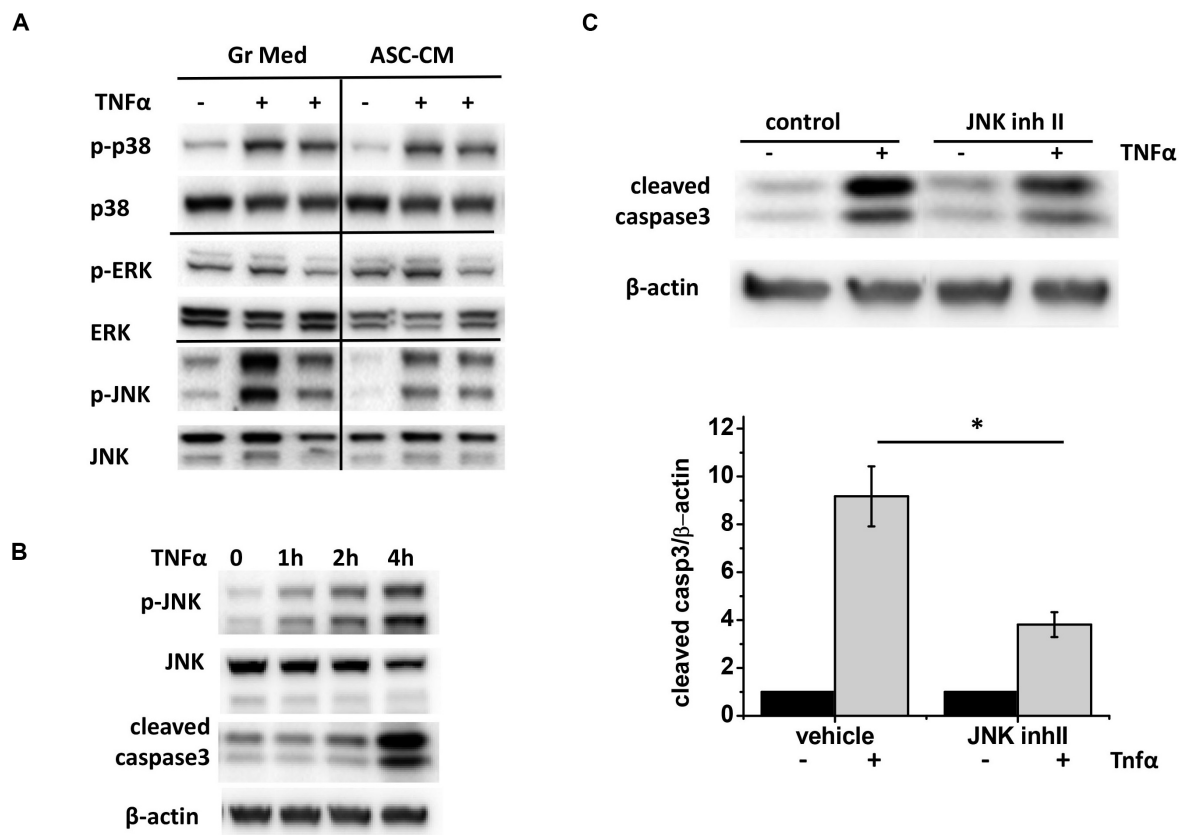 A
Gr Med ASC-CM
TNFα - + + - + +
p-p38
p38
p-ERK
ERK
p-JNK
JNK
B
TNFα 0 1h 2h 4h
p-JNK
JNK
cleaved
caspase3
β-actin
C
control JNK inh II
- + - + TNFα
cleaved
caspase3
β-actin
*
cleaved casp3/β-actin
12
10
8
6
4
2
0
vehicle JNK inhII
- + - + Tnfα